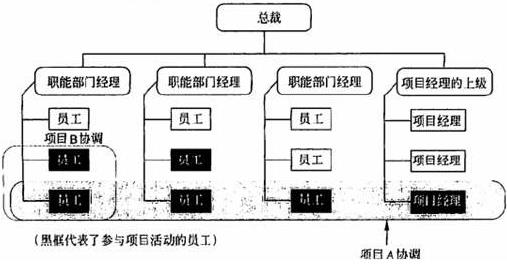 总裁
职能部门经理 职能部门经理 职能部门经理 项目经理的上级
员工 员工 员工 项目经理
项目B协调
员工 员工 员工 项目经理
员工 员工 员工 项目经理
(黑框代表了参与项目活动的员工)
项目A协调